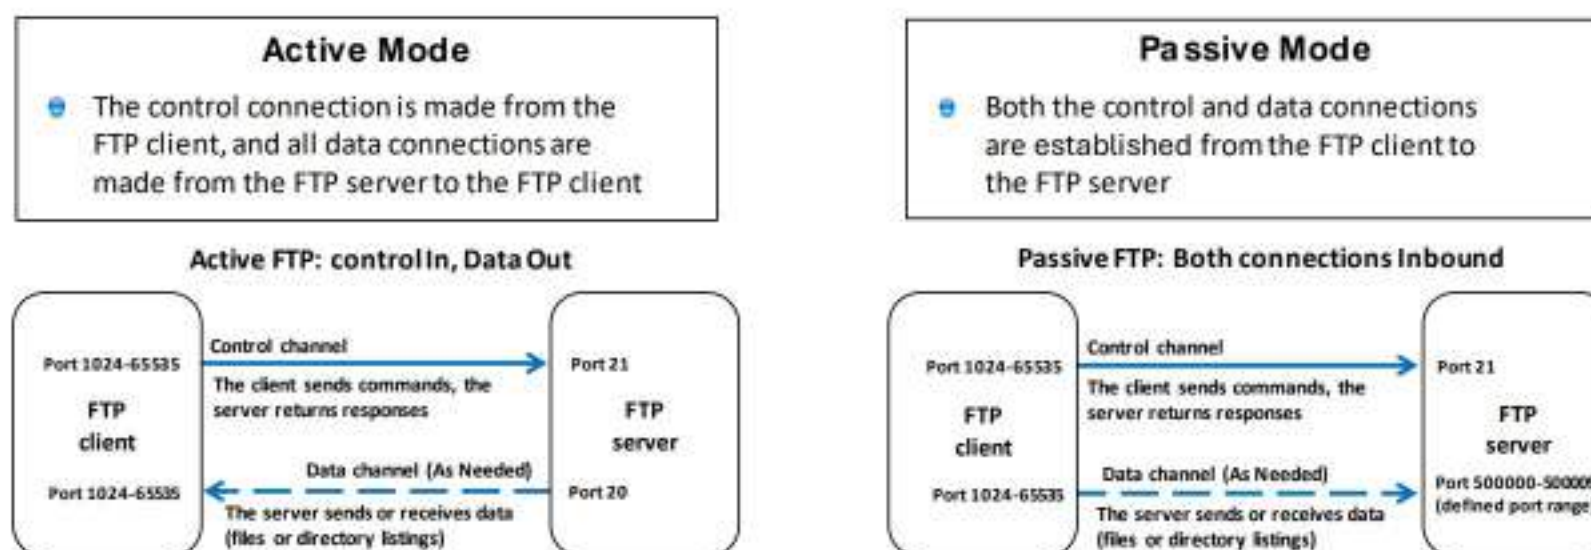 Active Mode
The control connection is made from the
FTP client, and all data connections are
made from the FTP server to the FTP client
Active FTP: control In, Data Out
Port 1024-65535
Control channel
Port 21
The client sends commands, the
server returns responses
FTP
client
FTP
server
Data channel (As Needed)
Port 1024-65535
Port 20
The server sends or receives data
(files or directory listings)
Passive Mode
Both the control and data connections
are established from the FTP client to
the FTP server
Passive FTP: Both connections Inbound
Port 1024-65535
Control channel
Port 21
The client sends commands, the
server returns responses
FTP
client
FTP
server
Data channel (As Needed)
Port 1024-65535
Port 500000-500009
(defined port range)
The server sends or receives data
(files or directory listings)